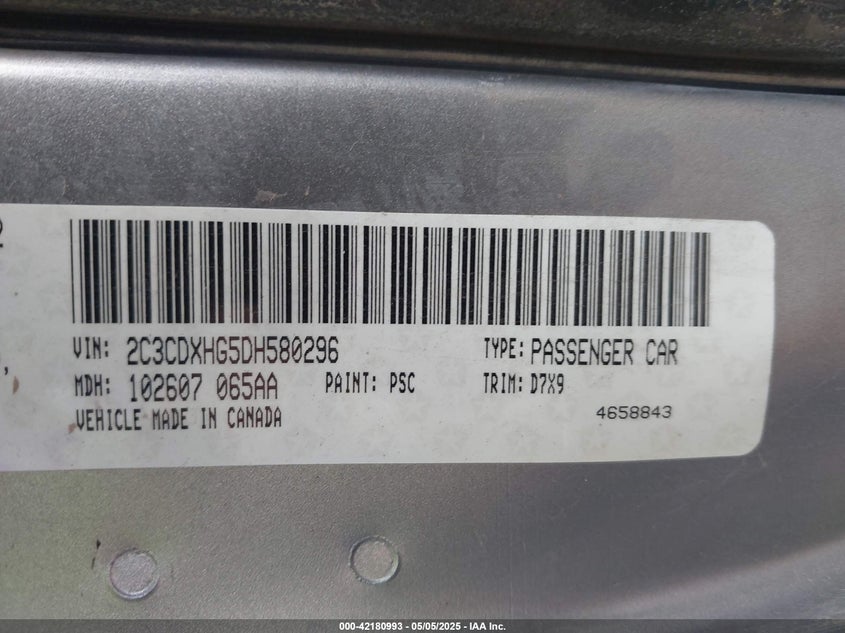 VIN: 2C3CDXHG5DH580296 TYPE: PASSENGER CAR
MDH: 102607 065AA PAINT: PSC TRIM: D7X9
VEHICLE MADE IN CANADA 4658843
000-42180993 - 05/05/2025 - IAA Inc.